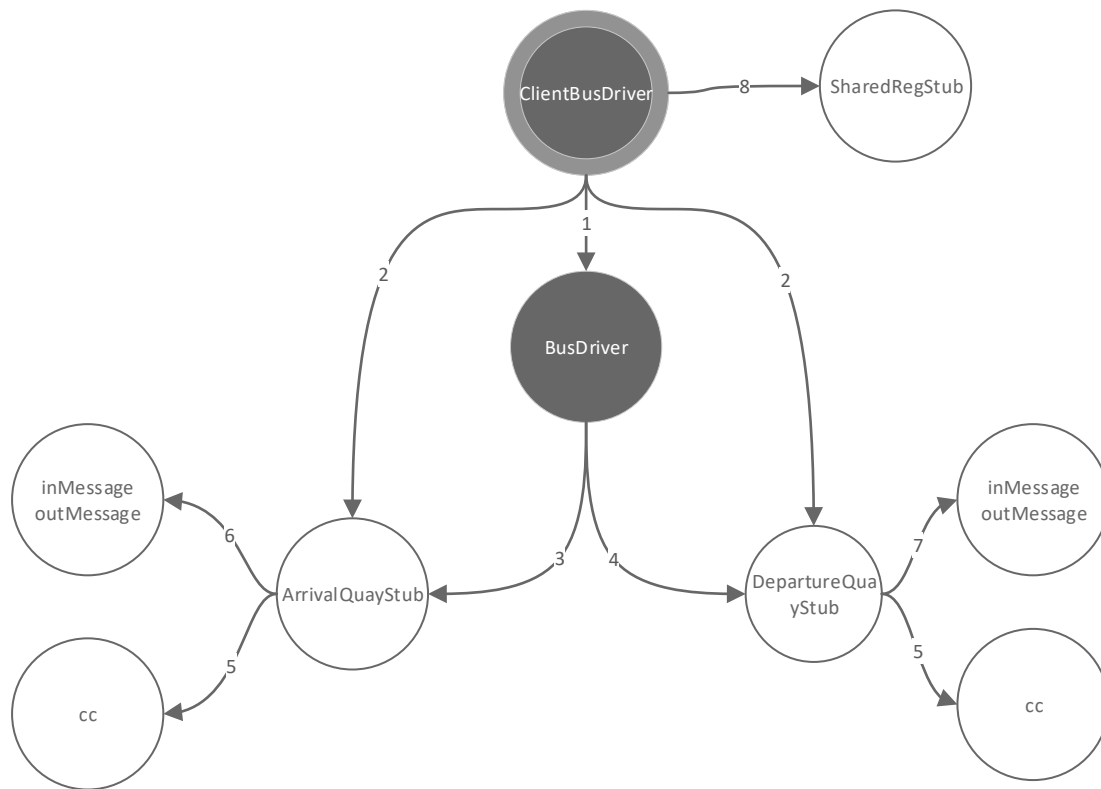 ClientBusDriver
8
SharedRegStub
1
2
2
BusDriver
inMessage
outMessage
inMessage
outMessage
6
3
4
7
ArrivalQuayStub
DepartureQua
yStub
5
5
cc
cc